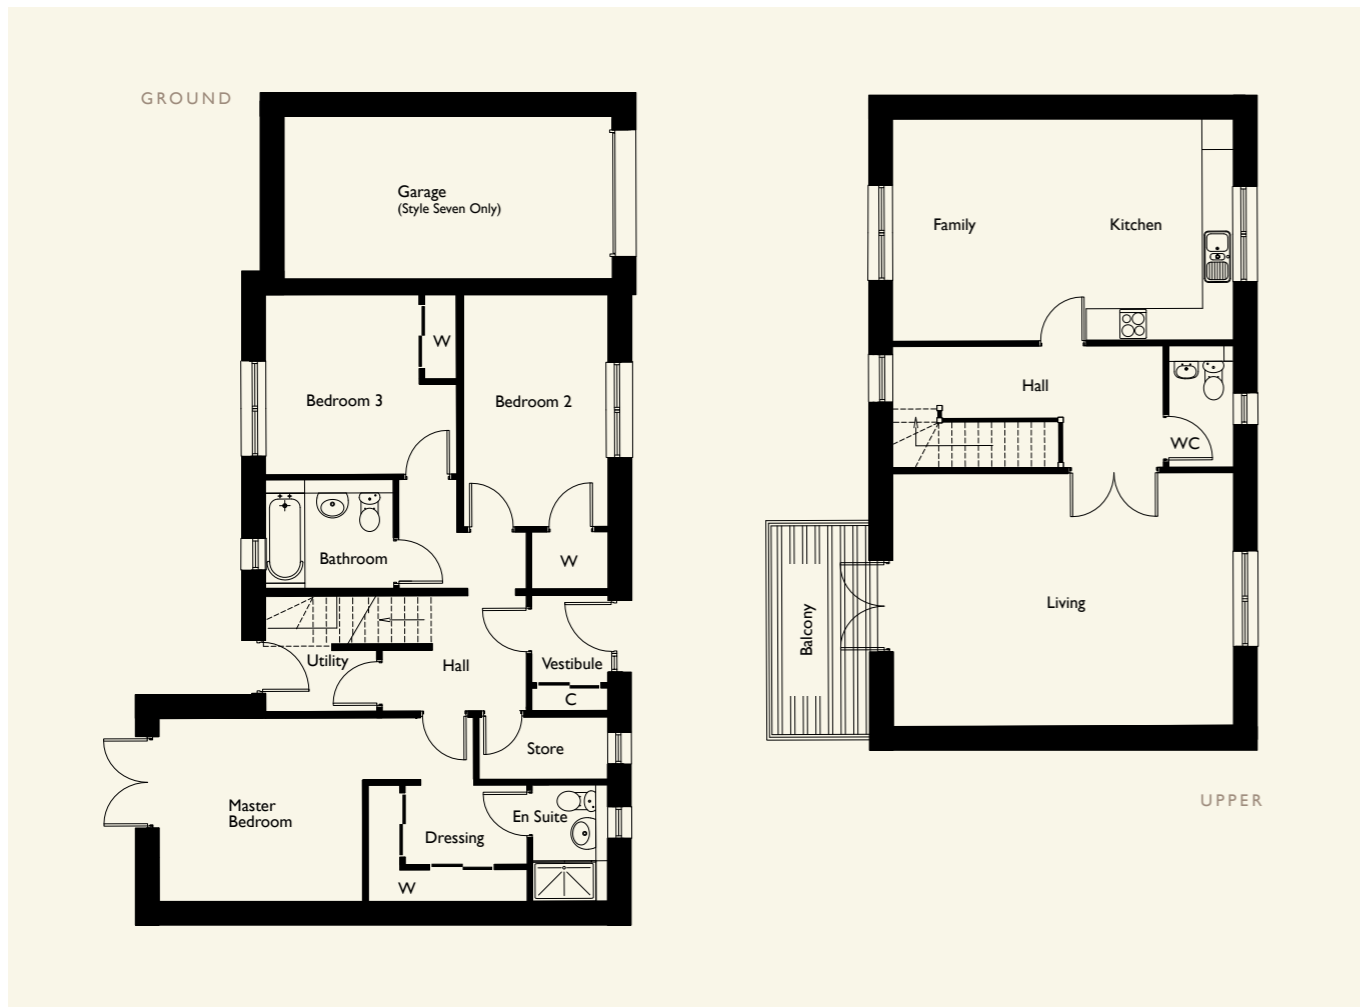 GROUND
Garage
(Style Seven Only)
W
Bedroom 3
Bedroom 2
Bathroom
W
Utility
Hall
Vestibule
C
Store
Master
Bedroom
En Suite
Dressing
W
Family
Kitchen
Hall
WC
Balcony
Living
UPPER